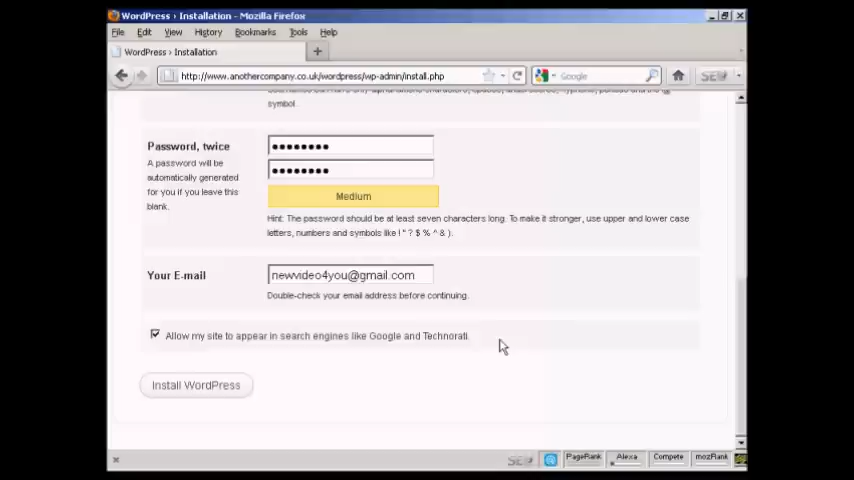 WordPress › Installation - Mozilla Firefox
File Edit View History Bookmarks Tools Help
WordPress › Installation
http://www.anothercompany.co.uk/wordpress/wp-admin/install.php
Google
symbol.
Password, twice
A password will be
automatically generated
for you if you leave this
blank.
Medium
Hint: The password should be at least seven characters long. To make it stronger, use upper and lower case
letters, numbers and symbols like ! " ? $ % ^ & ).
Your E-mail
newvideo4you@gmail.com
Double-check your email address before continuing.
Allow my site to appear in search engines like Google and Technorati.
Install WordPress
PageRank Alexa Compete mozRank